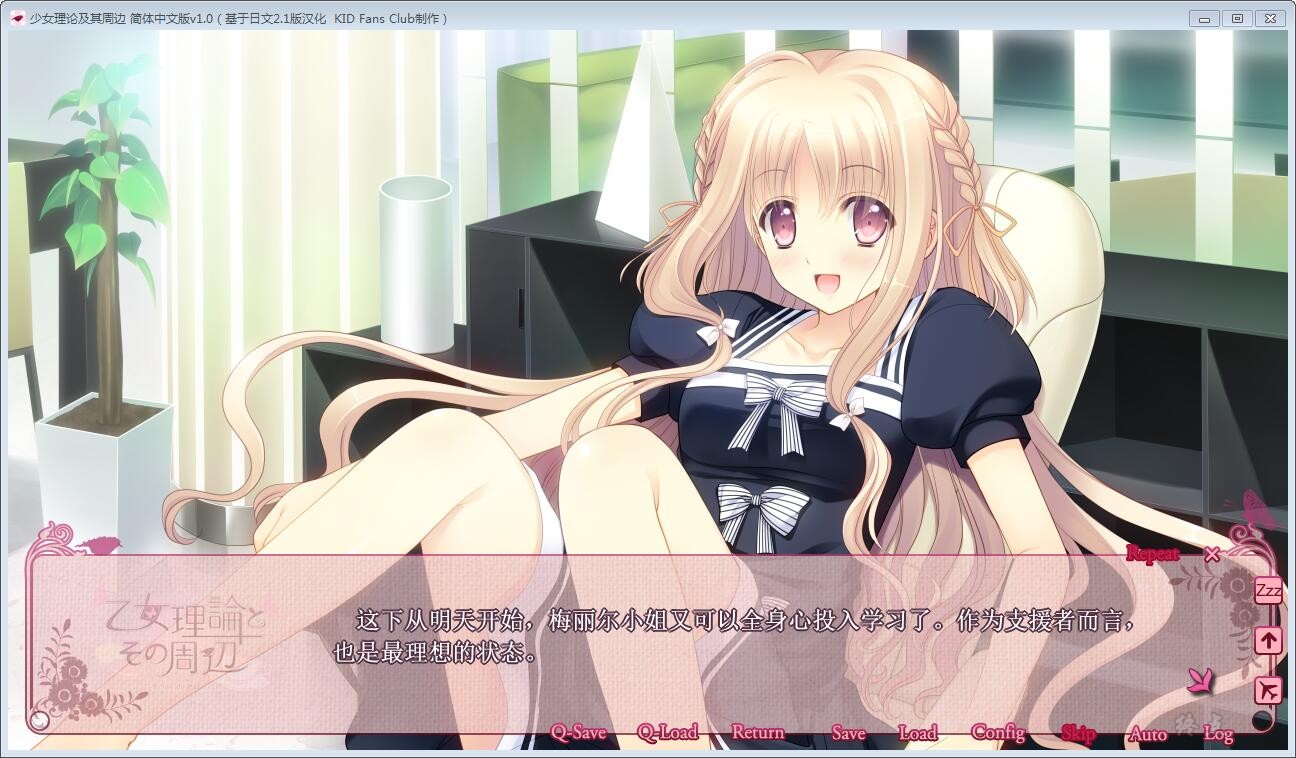 少女理论及其周边 简体中文版v1.0 ( 基于日文2.1版汉化  KID Fans Club制作 )
Repeat
Zzz
乙女理論と
その周辺
这下从明天开始，梅丽尔小姐又可以全身心投入学习了。作为支援者而言，
也是最理想的状态。
Q-Save Q-Load Return Save Load Config Skip Auto Log